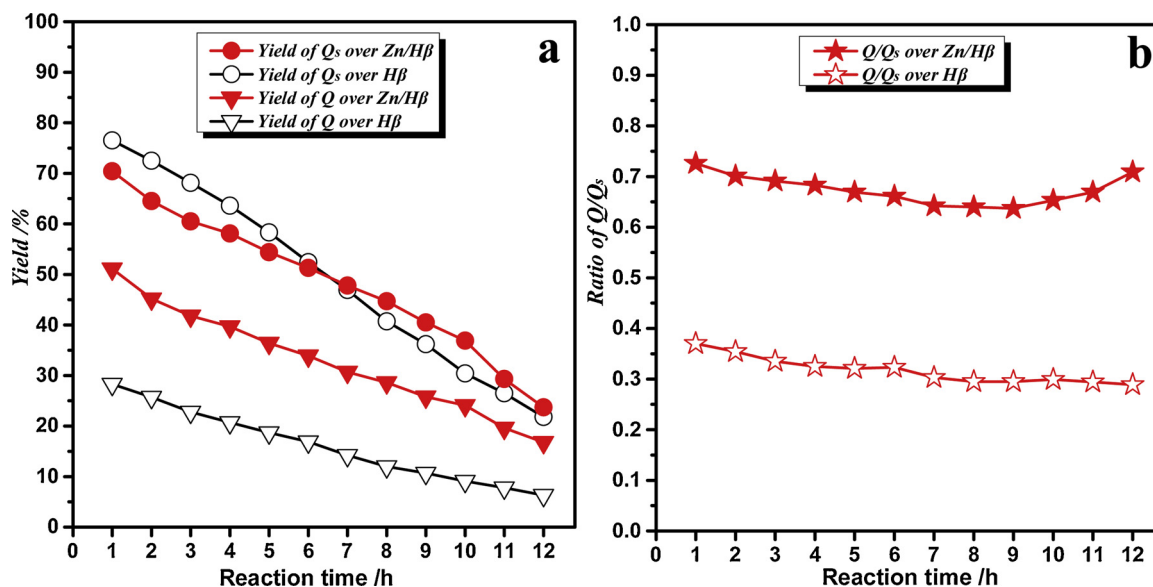 100
90
80
70
60
50
40
30
20
10
0
Yield /%
Yield of Qs over Zn/Hβ
Yield of Qs over Hβ
Yield of Q over Zn/Hβ
Yield of Q over Hβ
a
0 1 2 3 4 5 6 7 8 9 10 11 12
Reaction time /h
1.0
0.9
0.8
0.7
0.6
0.5
0.4
0.3
0.2
0.1
0.0
Ratio of Q/Qs
Q/Qs over Zn/Hβ
Q/Qs over Hβ
b
0 1 2 3 4 5 6 7 8 9 10 11 12
Reaction time /h